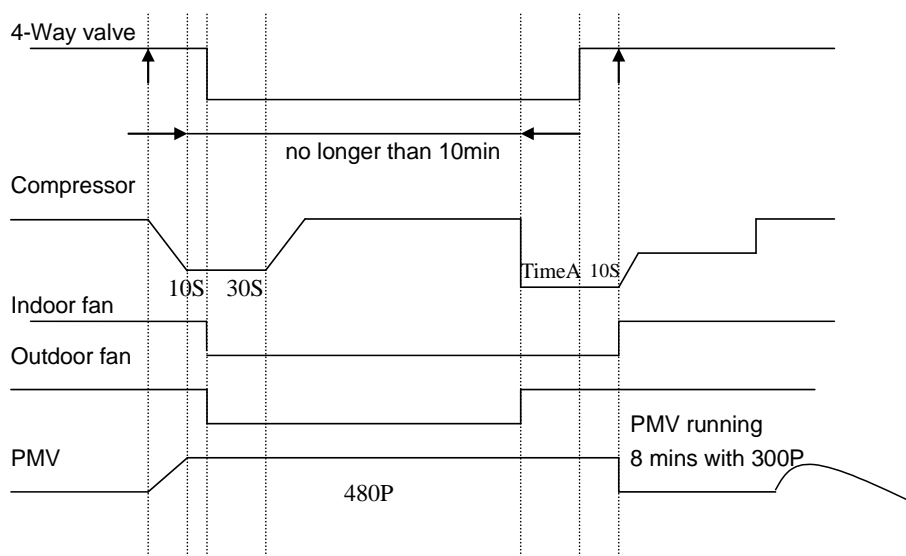 4-Way valve
no longer than 10min
Compressor
TimeA 10S
10S 30S
Indoor fan
Outdoor fan
PMV running
PMV
8 mins with 300P
480P